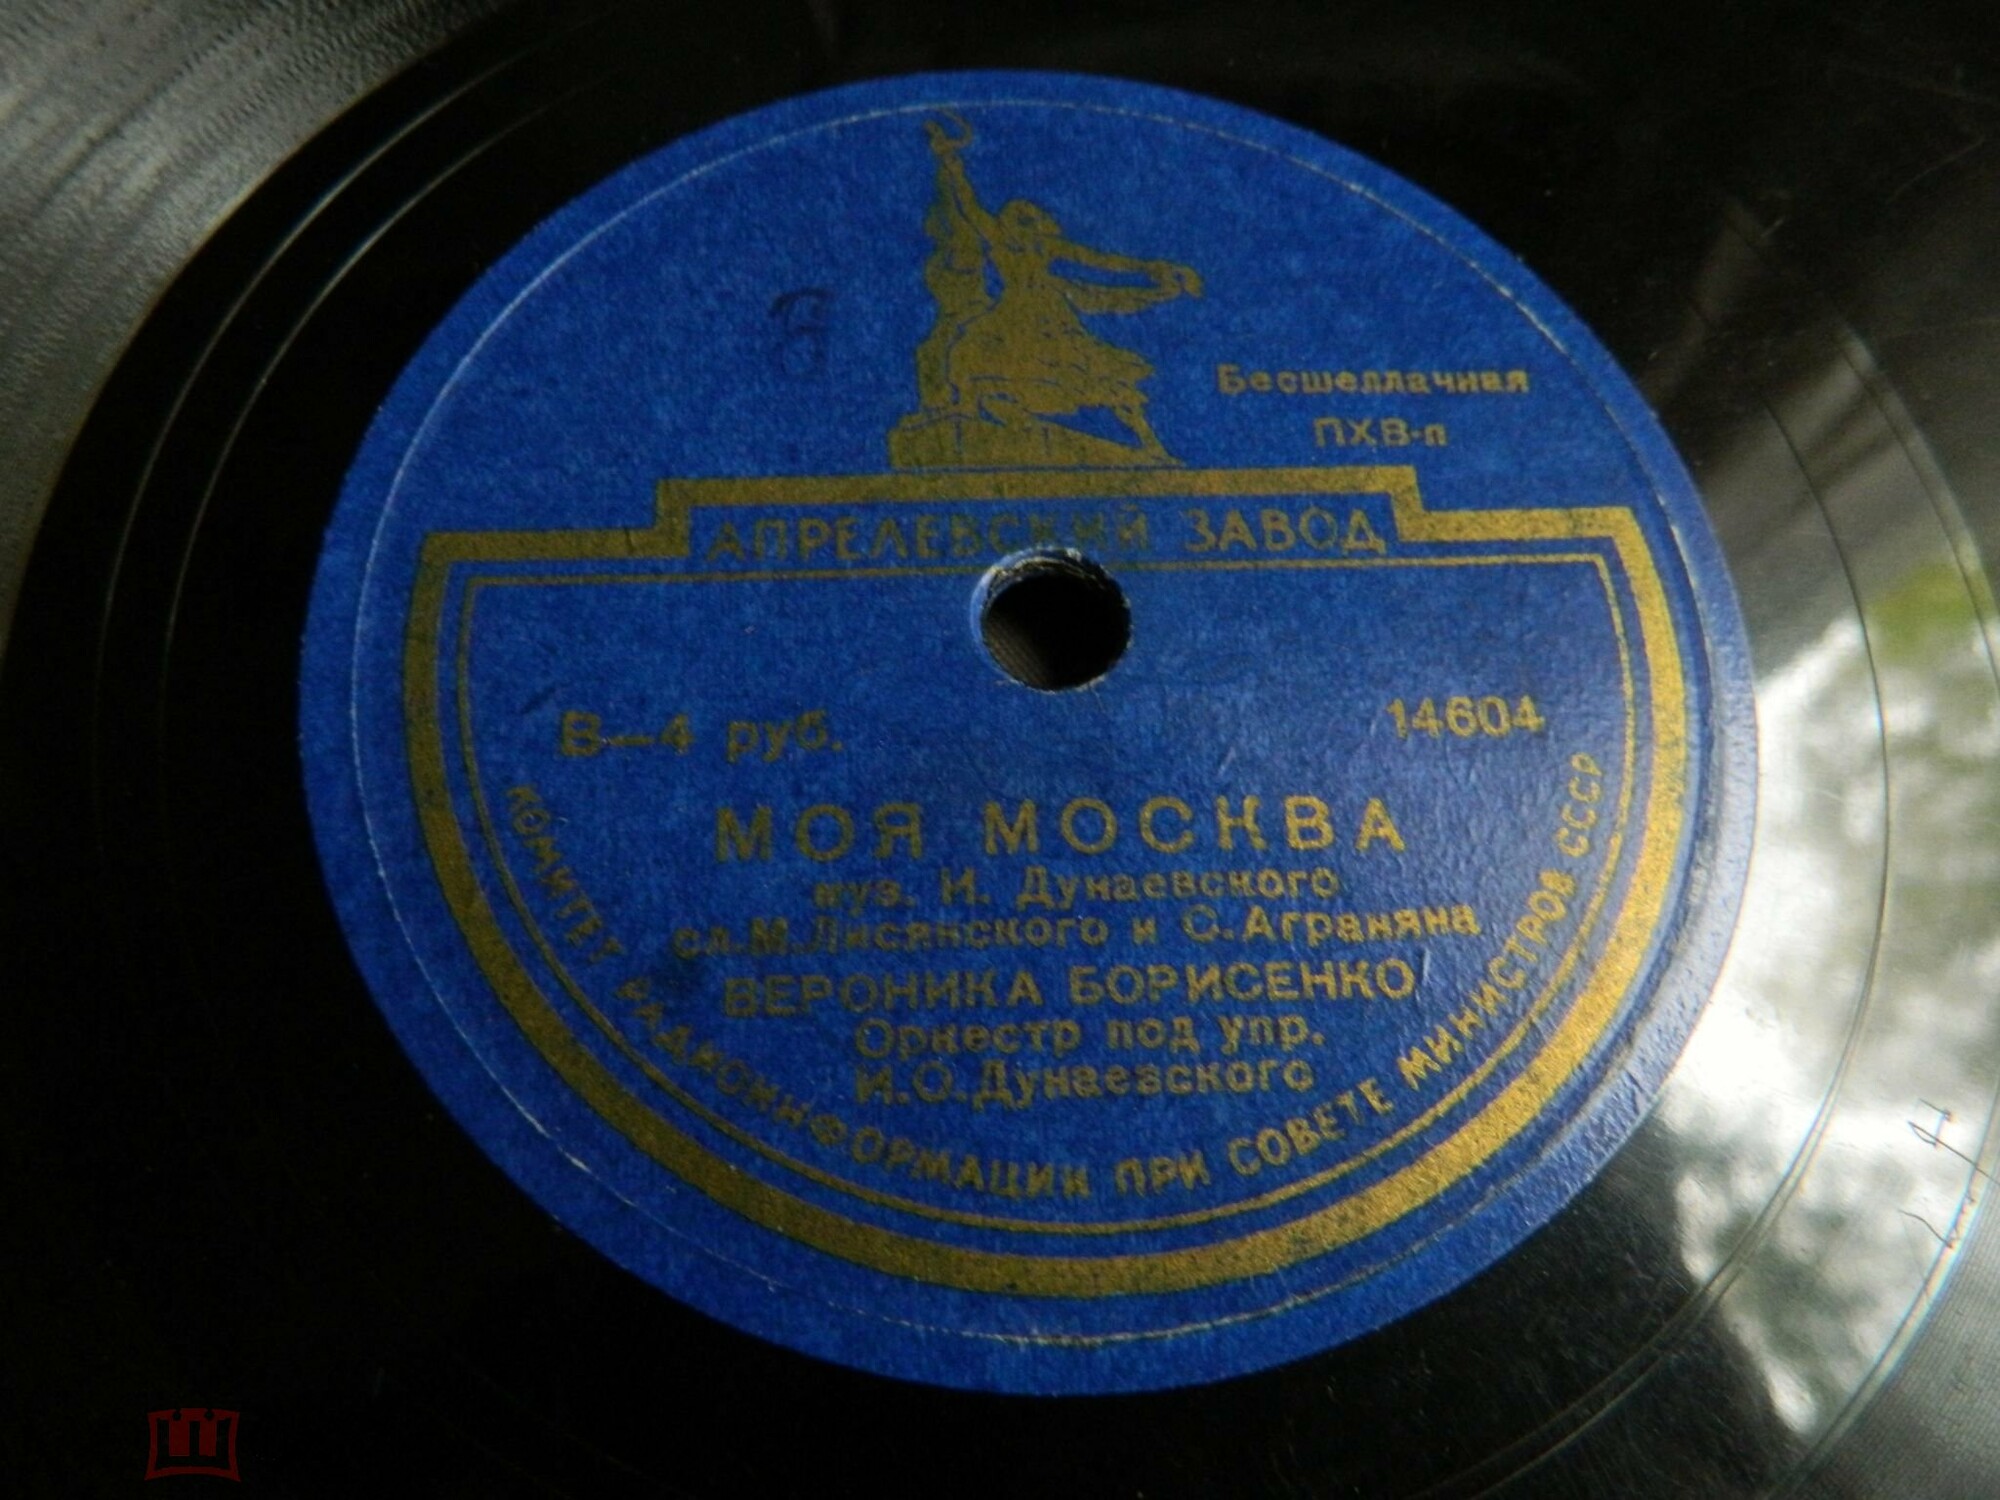 Бесшеллачная
ПХВ-п
АПРЕЛЕВСКИЙ ЗАВОД
В—4 руб.
14604
МОЯ МОСКВА
муз. И. Дунаевского
сл. М. Лисянского и С. Аграняна
ВЕРОНИКА БОРИСЕНКО
Оркестр под упр.
И. О. Дунаевского
КОМИТЕТ РАДИОИНФОРМАЦИИ ПРИ СОВЕТЕ МИНИСТРОВ СССР